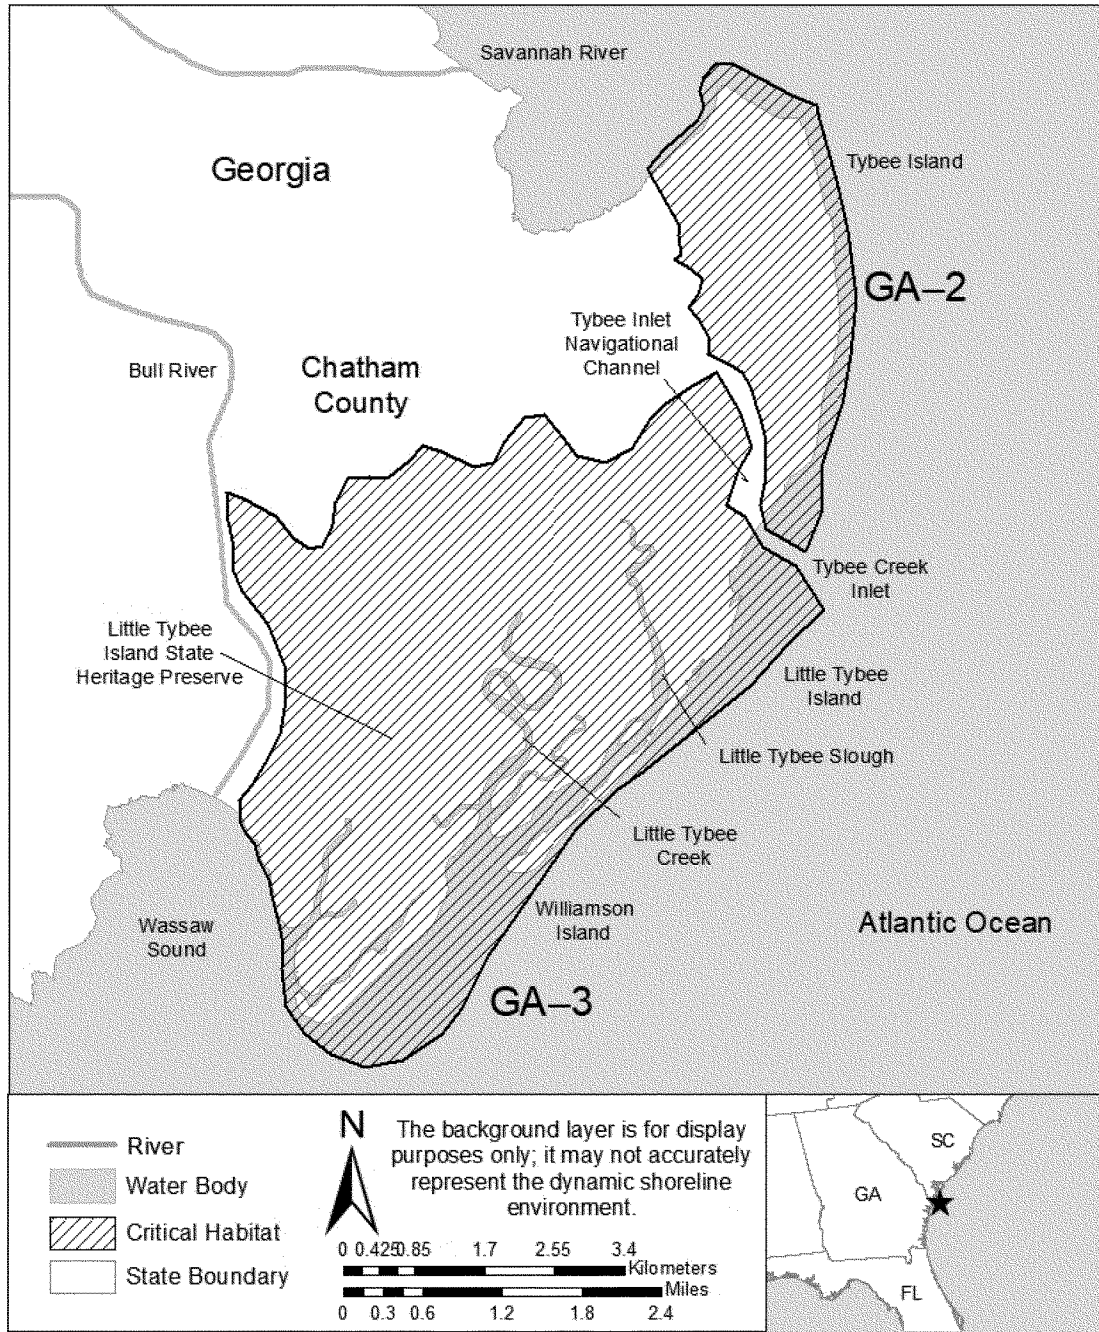 Savannah River
Georgia
Tybee Island
GA–2
Tybee Inlet
Navigational
Channel
Bull River
Chatham
County
Tybee Creek
Inlet
Little Tybee
Island State
Heritage Preserve
Little Tybee
Island
Little Tybee Slough
Little Tybee
Creek
Williamson
Island
Wassaw
Sound
Atlantic Ocean
GA–3
River
Water Body
Critical Habitat
State Boundary
N
The background layer is for display
purposes only; it may not accurately
represent the dynamic shoreline
environment.
0 0.425 0.85 1.7 2.55 3.4
Kilometers
Miles
0 0.3 0.6 1.2 1.8 2.4
SC
GA
FL